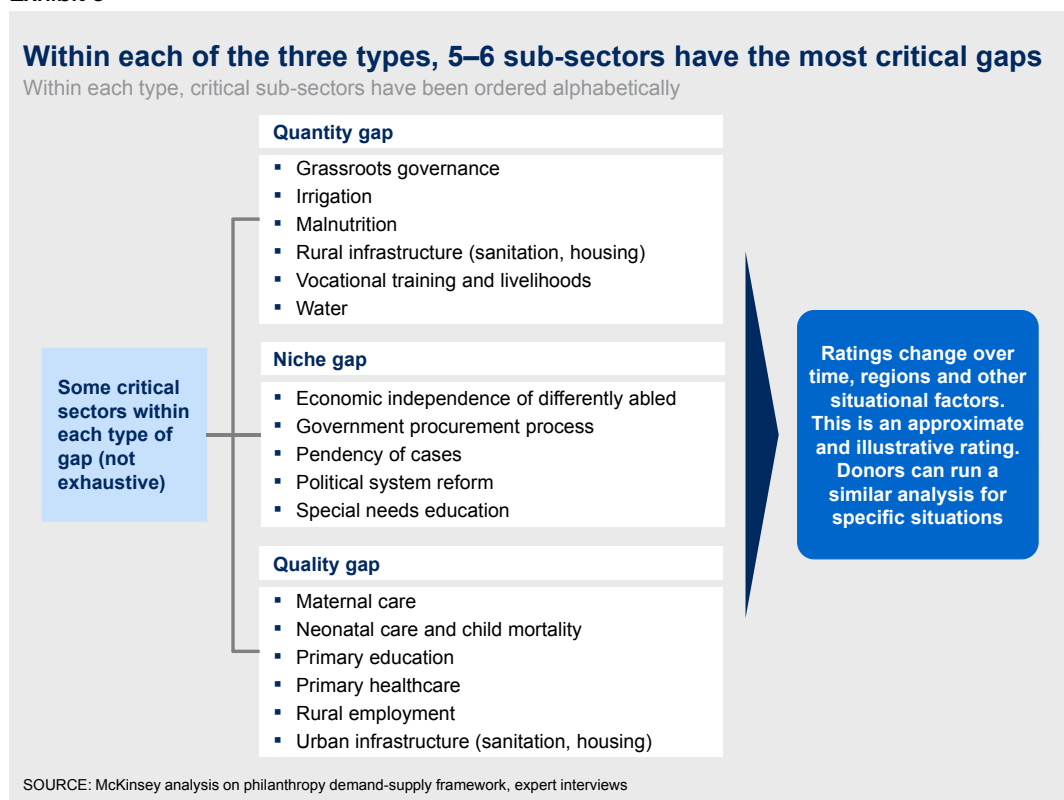 Within each of the three types, 5–6 sub-sectors have the most critical gaps
Within each type, critical sub-sectors have been ordered alphabetically
Some critical
sectors within
each type of
gap (not
exhaustive)
Quantity gap
▪ Grassroots governance
▪ Irrigation
▪ Malnutrition
▪ Rural infrastructure (sanitation, housing)
▪ Vocational training and livelihoods
▪ Water
Niche gap
▪ Economic independence of differently abled
▪ Government procurement process
▪ Pendency of cases
▪ Political system reform
▪ Special needs education
Quality gap
▪ Maternal care
▪ Neonatal care and child mortality
▪ Primary education
▪ Primary healthcare
▪ Rural employment
▪ Urban infrastructure (sanitation, housing)
Ratings change over
time, regions and other
situational factors.
This is an approximate
and illustrative rating.
Donors can run a
similar analysis for
specific situations
SOURCE: McKinsey analysis on philanthropy demand-supply framework, expert interviews